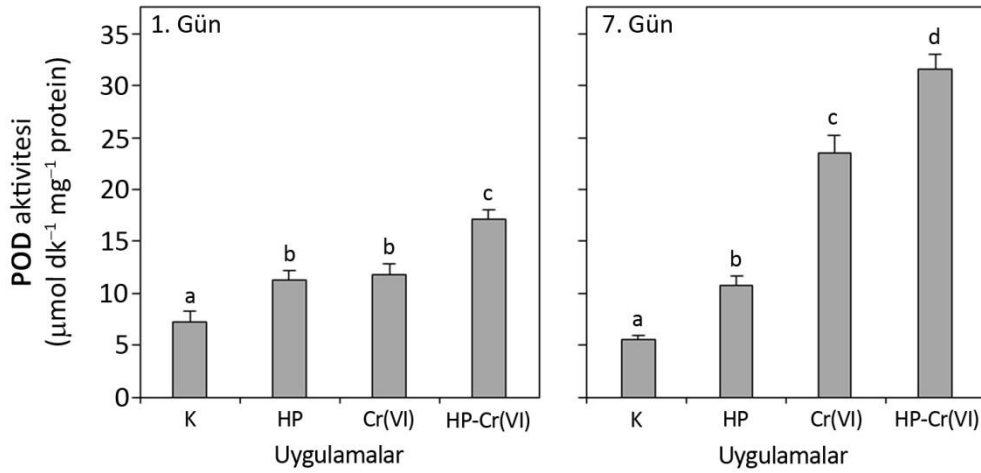 POD aktivitesi
(µmol dk⁻¹ mg⁻¹ protein)
35
30
25
20
15
10
5
0
1. Gün
a
b
b
c
K
HP
Cr(VI)
HP-Cr(VI)
Uygulamalar
7. Gün
a
b
c
d
K
HP
Cr(VI)
HP-Cr(VI)
Uygulamalar